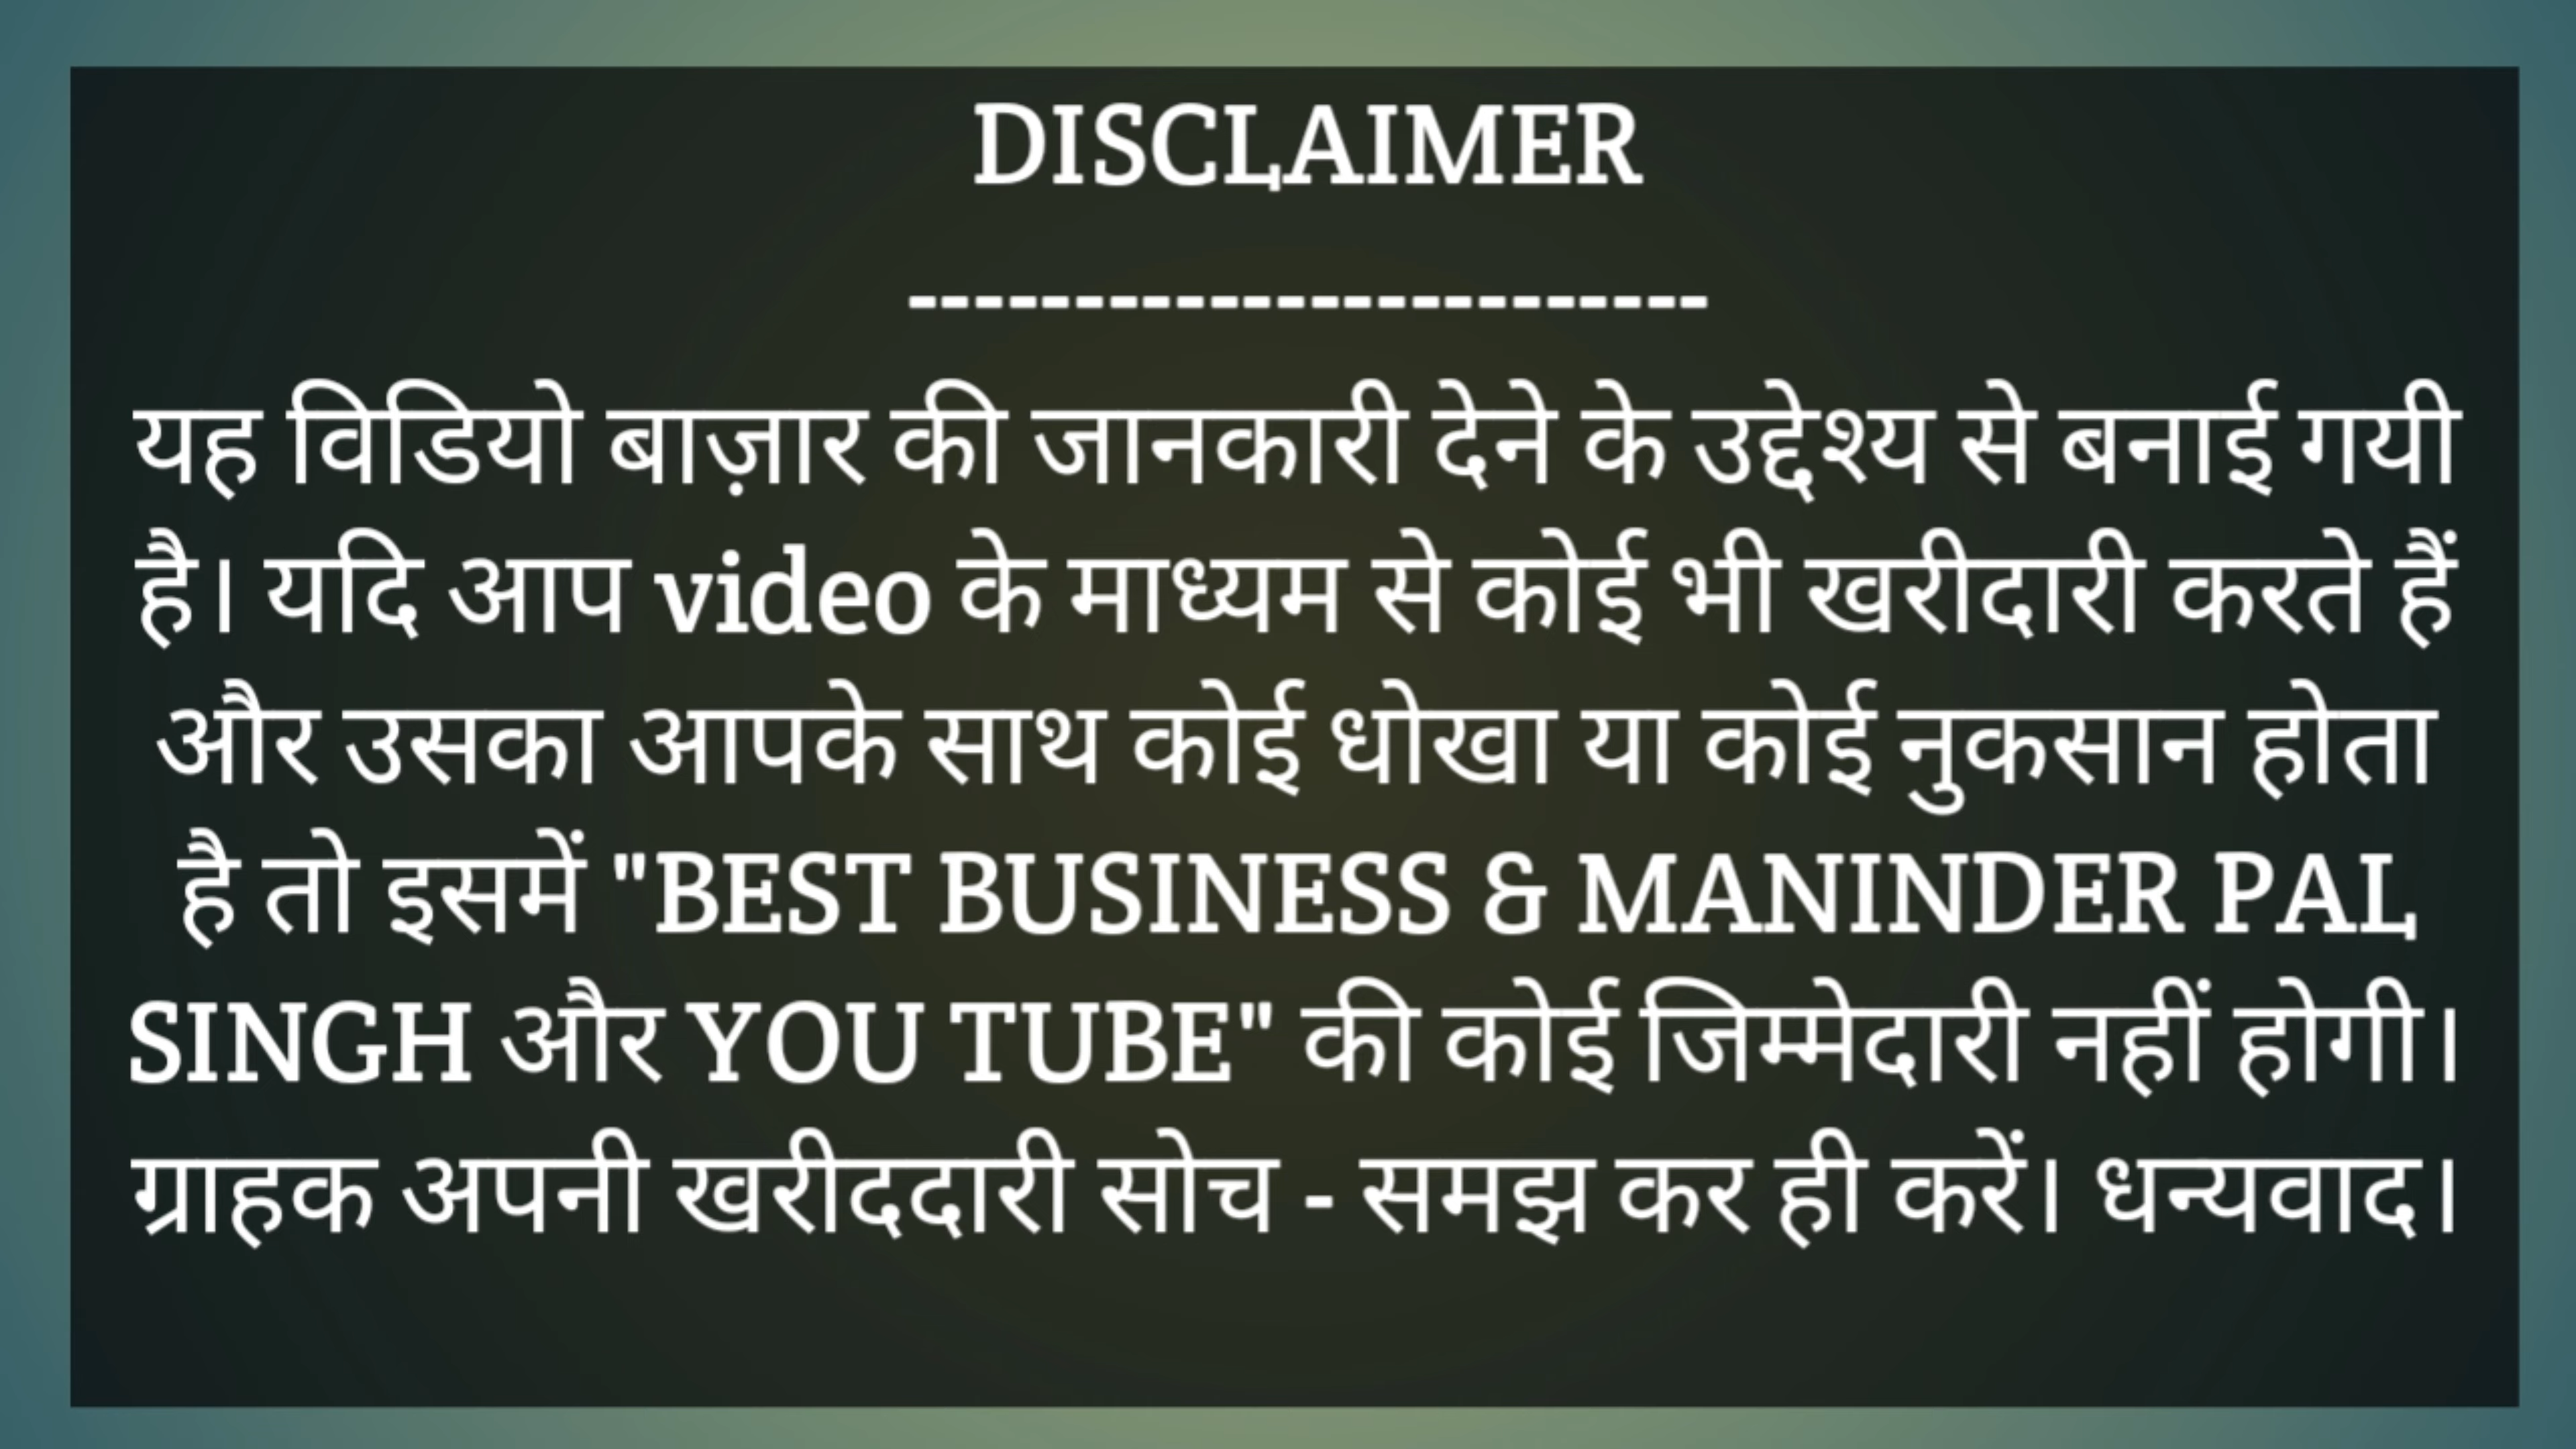 DISCLAIMER
------------------------
यह विडियो बाज़ार की जानकारी देने के उद्देश्य से बनाई गयी
है। यदि आप video के माध्यम से कोई भी खरीदारी करते हैं
और उसका आपके साथ कोई धोखा या कोई नुकसान होता
है तो इसमें "BEST BUSINESS & MANINDER PAL
SINGH और YOU TUBE" की कोई जिम्मेदारी नहीं होगी।
ग्राहक अपनी खरीददारी सोच - समझ कर ही करें। धन्यवाद।